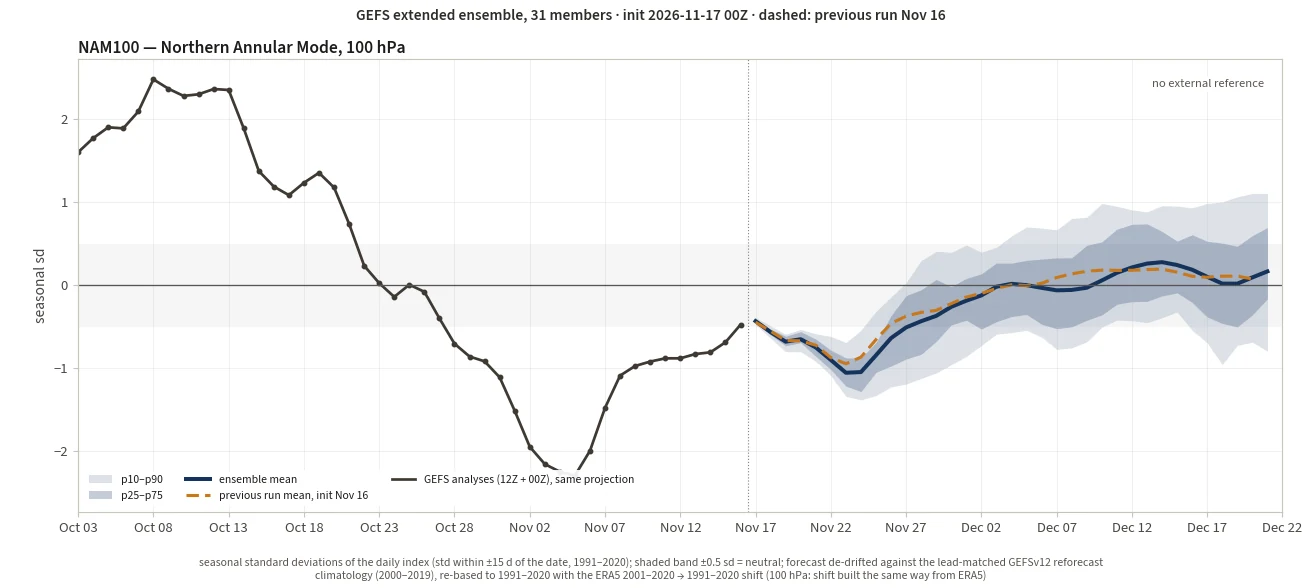 GEFS extended ensemble, 31 members · init 2026-11-17 00Z · dashed: previous run Nov 16
NAM100 — Northern Annular Mode, 100 hPa
no external reference
seasonal sd
2
1
0
−1
−2
p10–p90
ensemble mean
GEFS analyses (12Z + 00Z), same projection
p25–p75
previous run mean, init Nov 16
Oct 03 Oct 08 Oct 13 Oct 18 Oct 23 Oct 28 Nov 02 Nov 07 Nov 12 Nov 17 Nov 22 Nov 27 Dec 02 Dec 07 Dec 12 Dec 17 Dec 22
seasonal standard deviations of the daily index (std within ±15 d of the date, 1991–2020); shaded band ±0.5 sd = neutral; forecast de-drifted against the lead-matched GEFSv12 reforecast
climatology (2000–2019), re-based to 1991–2020 with the ERA5 2001–2020 → 1991–2020 shift (100 hPa: shift built the same way from ERA5)